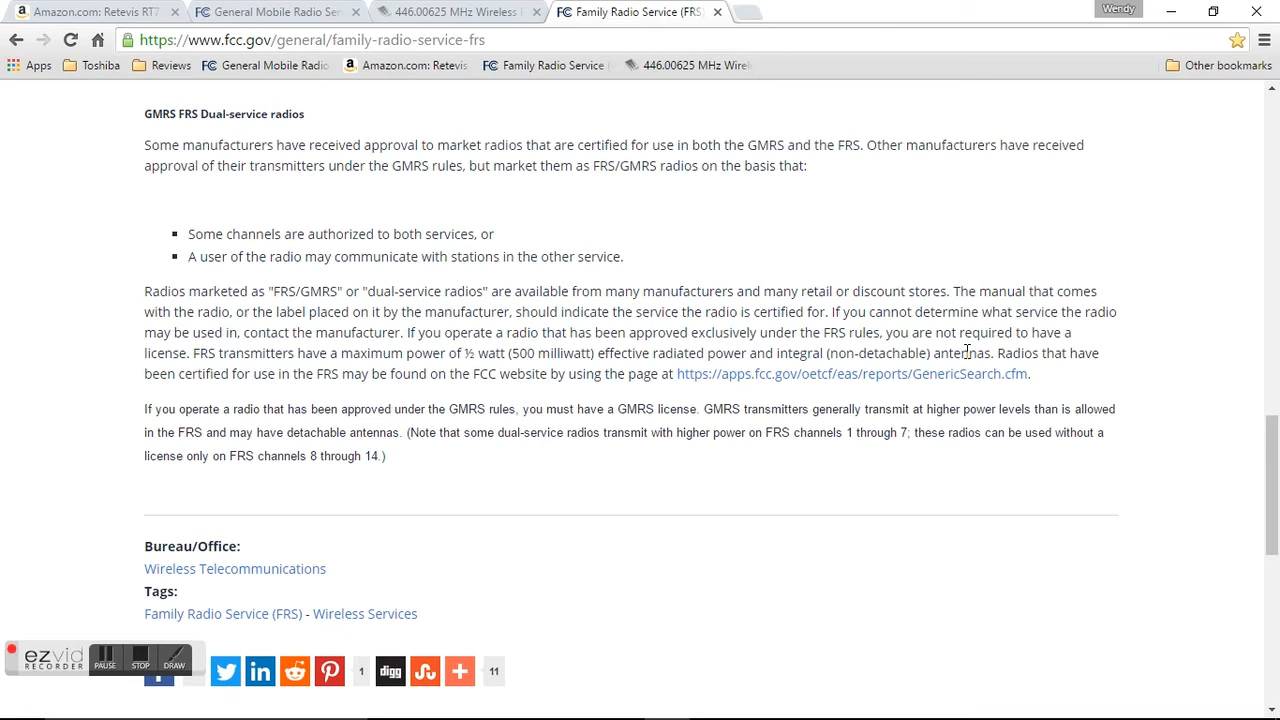 Amazon.com: Retevis RT7
General Mobile Radio Ser
446.00625 MHz Wireless
Family Radio Service (FRS)
Wendy
https://www.fcc.gov/general/family-radio-service-frs
Apps
Toshiba
Reviews
General Mobile Radio
Amazon.com: Retevis
Family Radio Service (
446.00625 MHz Wirel
Other bookmarks
GMRS FRS Dual-service radios
Some manufacturers have received approval to market radios that are certified for use in both the GMRS and the FRS. Other manufacturers have received
approval of their transmitters under the GMRS rules, but market them as FRS/GMRS radios on the basis that:
Some channels are authorized to both services, or
A user of the radio may communicate with stations in the other service.
Radios marketed as "FRS/GMRS" or "dual-service radios" are available from many manufacturers and many retail or discount stores. The manual that comes
with the radio, or the label placed on it by the manufacturer, should indicate the service the radio is certified for. If you cannot determine what service the radio
may be used in, contact the manufacturer. If you operate a radio that has been approved exclusively under the FRS rules, you are not required to have a
license. FRS transmitters have a maximum power of ½ watt (500 milliwatt) effective radiated power and integral (non-detachable) antennas. Radios that have
been certified for use in the FRS may be found on the FCC website by using the page at https://apps.fcc.gov/oetcf/eas/reports/GenericSearch.cfm.
If you operate a radio that has been approved under the GMRS rules, you must have a GMRS license. GMRS transmitters generally transmit at higher power levels than is allowed
in the FRS and may have detachable antennas. (Note that some dual-service radios transmit with higher power on FRS channels 1 through 7; these radios can be used without a
license only on FRS channels 8 through 14.)
Bureau/Office:
Wireless Telecommunications
Tags:
Family Radio Service (FRS) - Wireless Services
ezvid
RECORDER
PAUSE
STOP
DRAW
in
1
digg
11